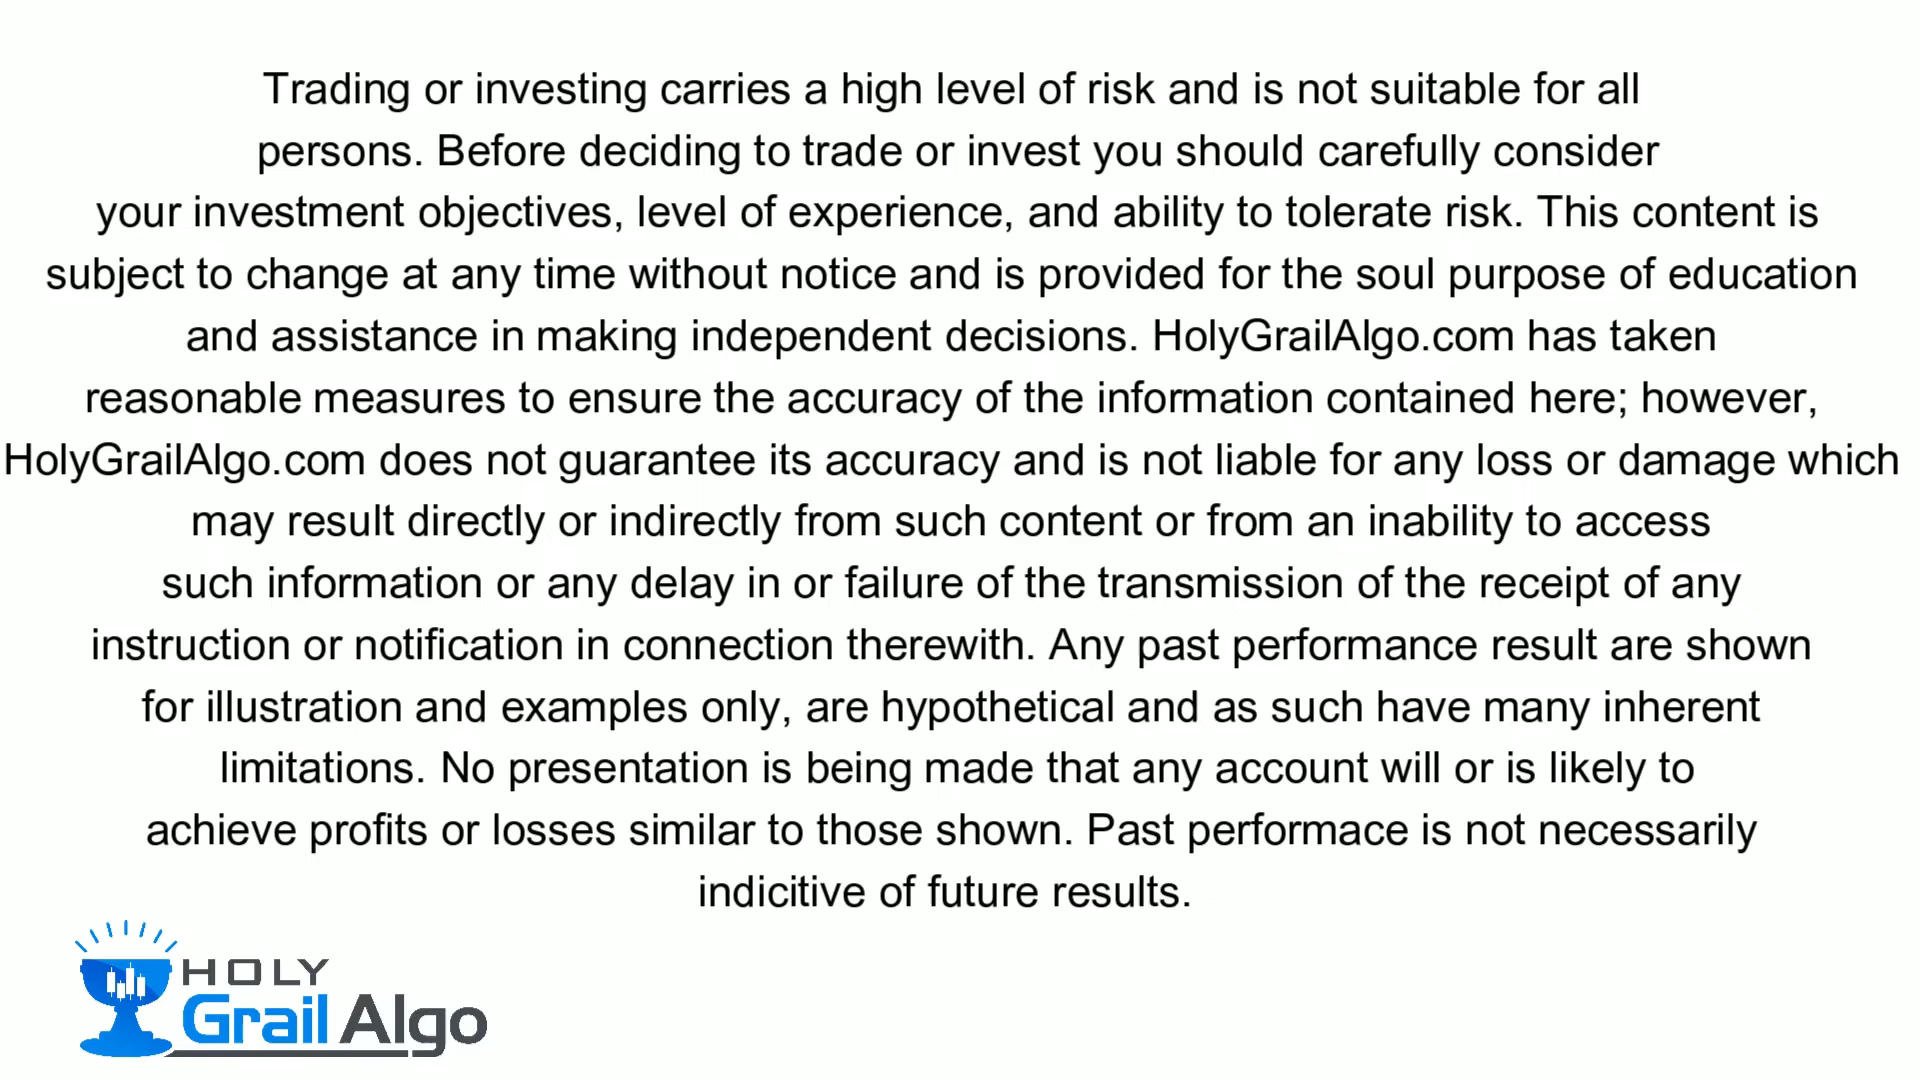 Trading or investing carries a high level of risk and is not suitable for all
persons. Before deciding to trade or invest you should carefully consider
your investment objectives, level of experience, and ability to tolerate risk. This content is
subject to change at any time without notice and is provided for the soul purpose of education
and assistance in making independent decisions. HolyGrailAlgo.com has taken
reasonable measures to ensure the accuracy of the information contained here; however,
HolyGrailAlgo.com does not guarantee its accuracy and is not liable for any loss or damage which
may result directly or indirectly from such content or from an inability to access
such information or any delay in or failure of the transmission of the receipt of any
instruction or notification in connection therewith. Any past performance result are shown
for illustration and examples only, are hypothetical and as such have many inherent
limitations. No presentation is being made that any account will or is likely to
achieve profits or losses similar to those shown. Past performace is not necessarily
indicitive of future results.
HOLY
Grail Algo